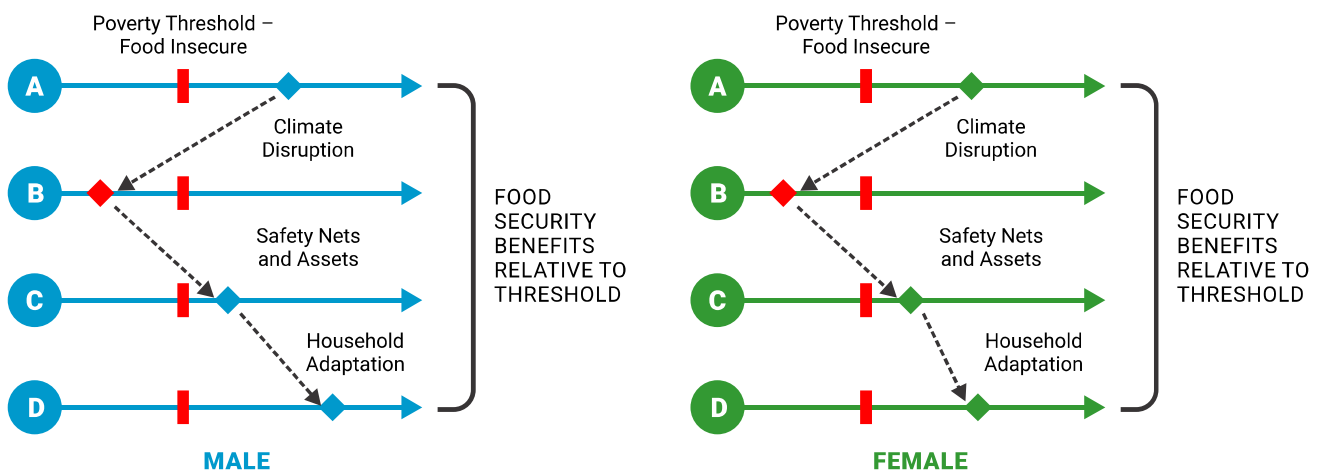 Poverty Threshold –
Food Insecure
A
Climate
Disruption
B
Safety Nets
and Assets
C
Household
Adaptation
D
FOOD
SECURITY
BENEFITS
RELATIVE TO
THRESHOLD
MALE
Poverty Threshold –
Food Insecure
A
Climate
Disruption
B
Safety Nets
and Assets
C
Household
Adaptation
D
FOOD
SECURITY
BENEFITS
RELATIVE TO
THRESHOLD
FEMALE